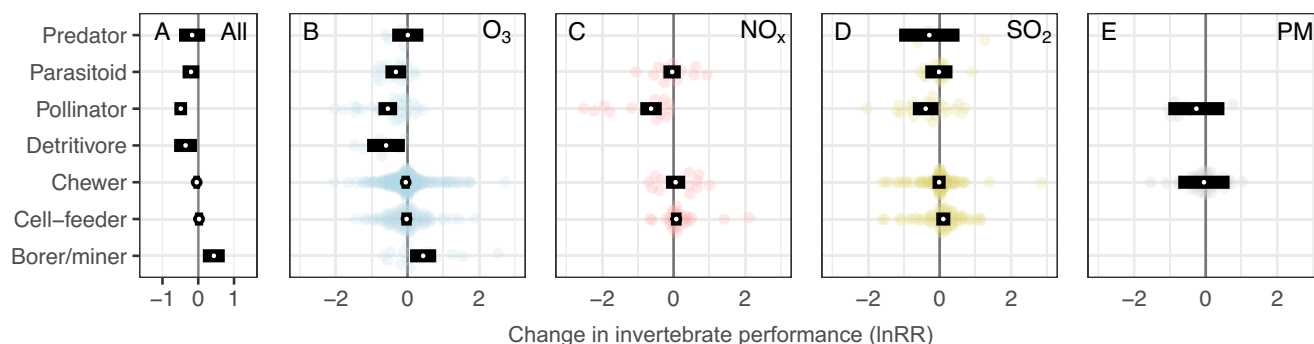 A All B O₃ C NOₓ D SO₂ E PM
Predator
Parasitoid
Pollinator
Detritivore
Chewer
Cell−feeder
Borer/miner
−1 0 1 −2 0 2 −2 0 2 −2 0 2 −2 0 2
Change in invertebrate performance (lnRR)